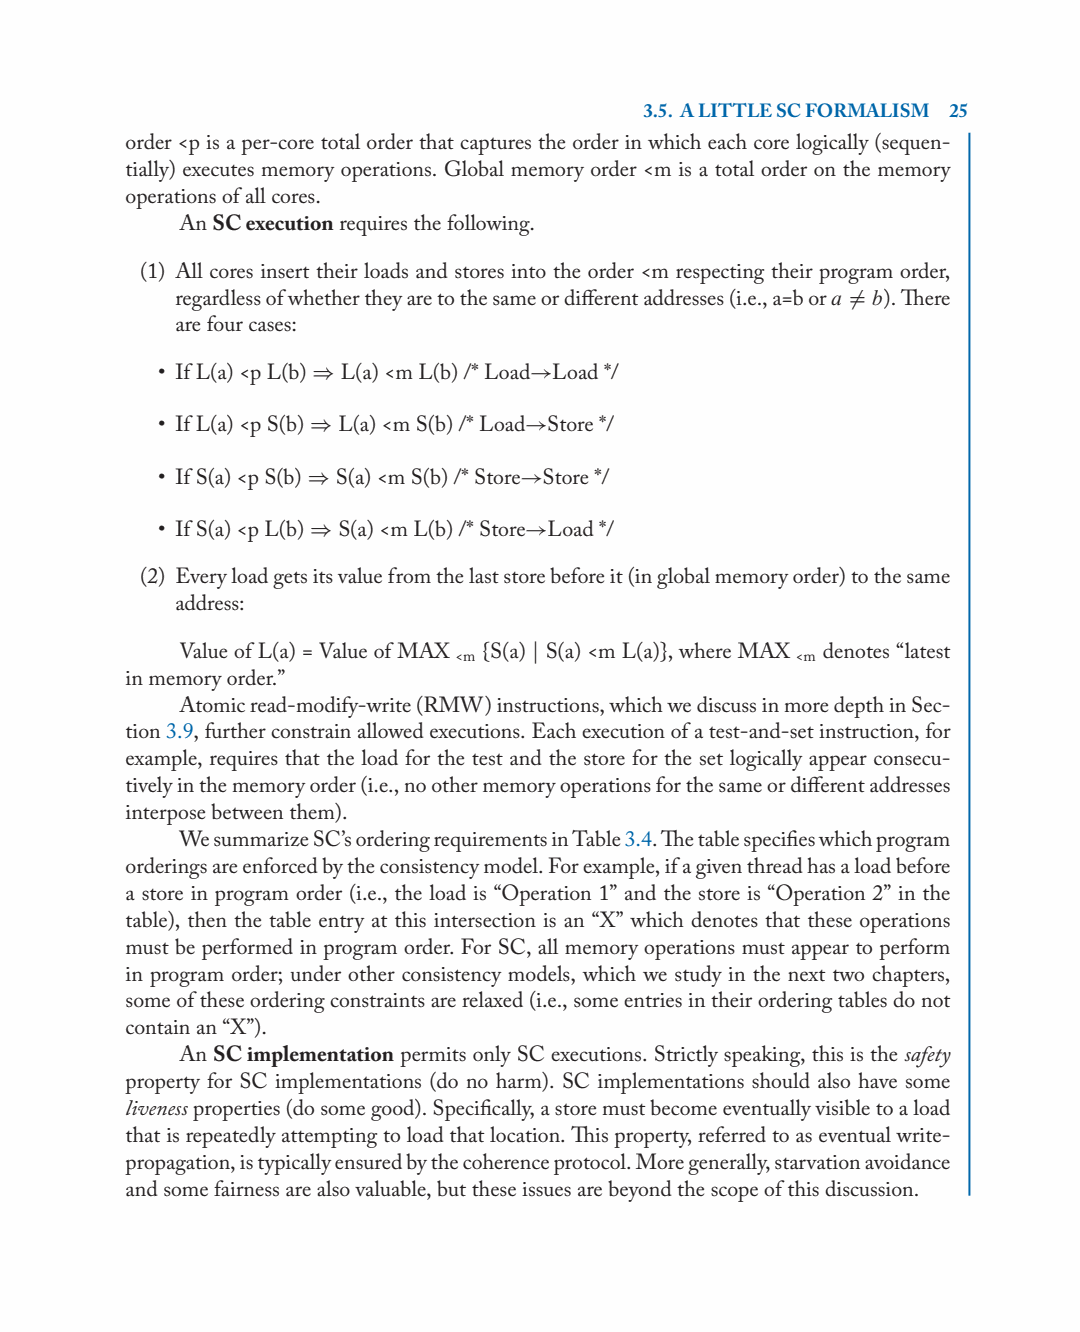 3.5. A LITTLE SC FORMALISM 25
order <p is a per-core total order that captures the order in which each core logically (sequen-
tially) executes memory operations. Global memory order <m is a total order on the memory
operations of all cores.
An SC execution requires the following.
(1) All cores insert their loads and stores into the order <m respecting their program order,
regardless of whether they are to the same or different addresses (i.e., a=b or a ≠ b). There
are four cases:
• If L(a) <p L(b) ⇒ L(a) <m L(b) /* Load→Load */
• If L(a) <p S(b) ⇒ L(a) <m S(b) /* Load→Store */
• If S(a) <p S(b) ⇒ S(a) <m S(b) /* Store→Store */
• If S(a) <p L(b) ⇒ S(a) <m L(b) /* Store→Load */
(2) Every load gets its value from the last store before it (in global memory order) to the same
address:
Value of L(a) = Value of MAX <m {S(a) | S(a) <m L(a)}, where MAX <m denotes “latest
in memory order.”
Atomic read-modify-write (RMW) instructions, which we discuss in more depth in Sec-
tion 3.9, further constrain allowed executions. Each execution of a test-and-set instruction, for
example, requires that the load for the test and the store for the set logically appear consecu-
tively in the memory order (i.e., no other memory operations for the same or different addresses
interpose between them).
We summarize SC’s ordering requirements in Table 3.4. The table specifies which program
orderings are enforced by the consistency model. For example, if a given thread has a load before
a store in program order (i.e., the load is “Operation 1” and the store is “Operation 2” in the
table), then the table entry at this intersection is an “X” which denotes that these operations
must be performed in program order. For SC, all memory operations must appear to perform
in program order; under other consistency models, which we study in the next two chapters,
some of these ordering constraints are relaxed (i.e., some entries in their ordering tables do not
contain an “X”).
An SC implementation permits only SC executions. Strictly speaking, this is the safety
property for SC implementations (do no harm). SC implementations should also have some
liveness properties (do some good). Specifically, a store must become eventually visible to a load
that is repeatedly attempting to load that location. This property, referred to as eventual write-
propagation, is typically ensured by the coherence protocol. More generally, starvation avoidance
and some fairness are also valuable, but these issues are beyond the scope of this discussion.